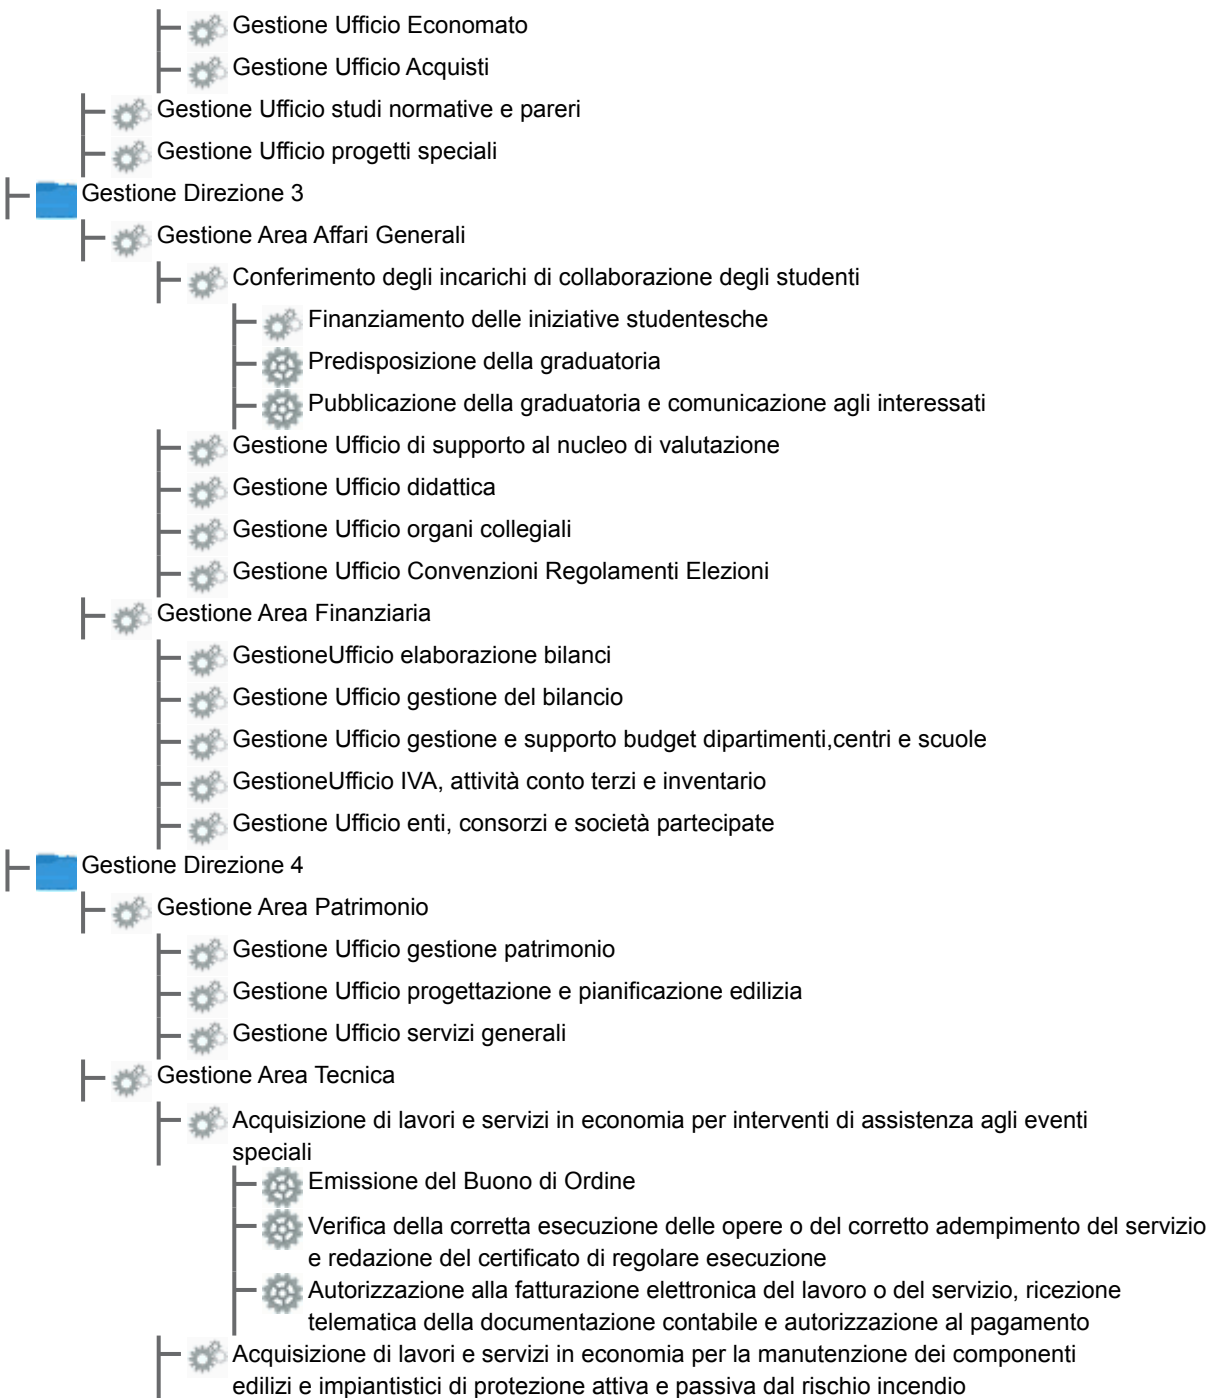 Gestione Ufficio Economato
Gestione Ufficio Acquisti
Gestione Ufficio studi normative e pareri
Gestione Ufficio progetti speciali
Gestione Direzione 3
Gestione Area Affari Generali
Conferimento degli incarichi di collaborazione degli studenti
Finanziamento delle iniziative studentesche
Predisposizione della graduatoria
Pubblicazione della graduatoria e comunicazione agli interessati
Gestione Ufficio di supporto al nucleo di valutazione
Gestione Ufficio didattica
Gestione Ufficio organi collegiali
Gestione Ufficio Convenzioni Regolamenti Elezioni
Gestione Area Finanziaria
GestioneUfficio elaborazione bilanci
Gestione Ufficio gestione del bilancio
Gestione Ufficio gestione e supporto budget dipartimenti,centri e scuole
GestioneUfficio IVA, attività conto terzi e inventario
Gestione Ufficio enti, consorzi e società partecipate
Gestione Direzione 4
Gestione Area Patrimonio
Gestione Ufficio gestione patrimonio
Gestione Ufficio progettazione e pianificazione edilizia
Gestione Ufficio servizi generali
Gestione Area Tecnica
Acquisizione di lavori e servizi in economia per interventi di assistenza agli eventi
speciali
Emissione del Buono di Ordine
Verifica della corretta esecuzione delle opere o del corretto adempimento del servizio
e redazione del certificato di regolare esecuzione
Autorizzazione alla fatturazione elettronica del lavoro o del servizio, ricezione
telematica della documentazione contabile e autorizzazione al pagamento
Acquisizione di lavori e servizi in economia per la manutenzione dei componenti
edilizi e impiantistici di protezione attiva e passiva dal rischio incendio